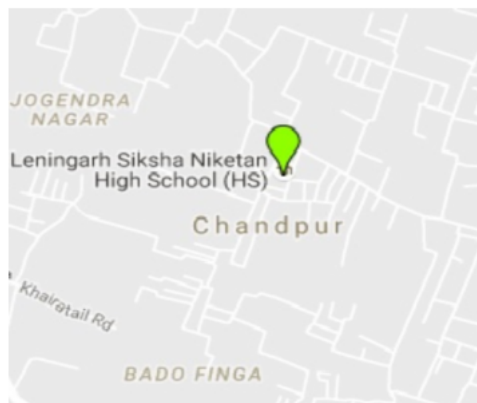 JOGENDRA
NAGAR
Leningarh Siksha Niketan
High School (HS)
Chandpur
Khairatail Rd
BADO FINGA